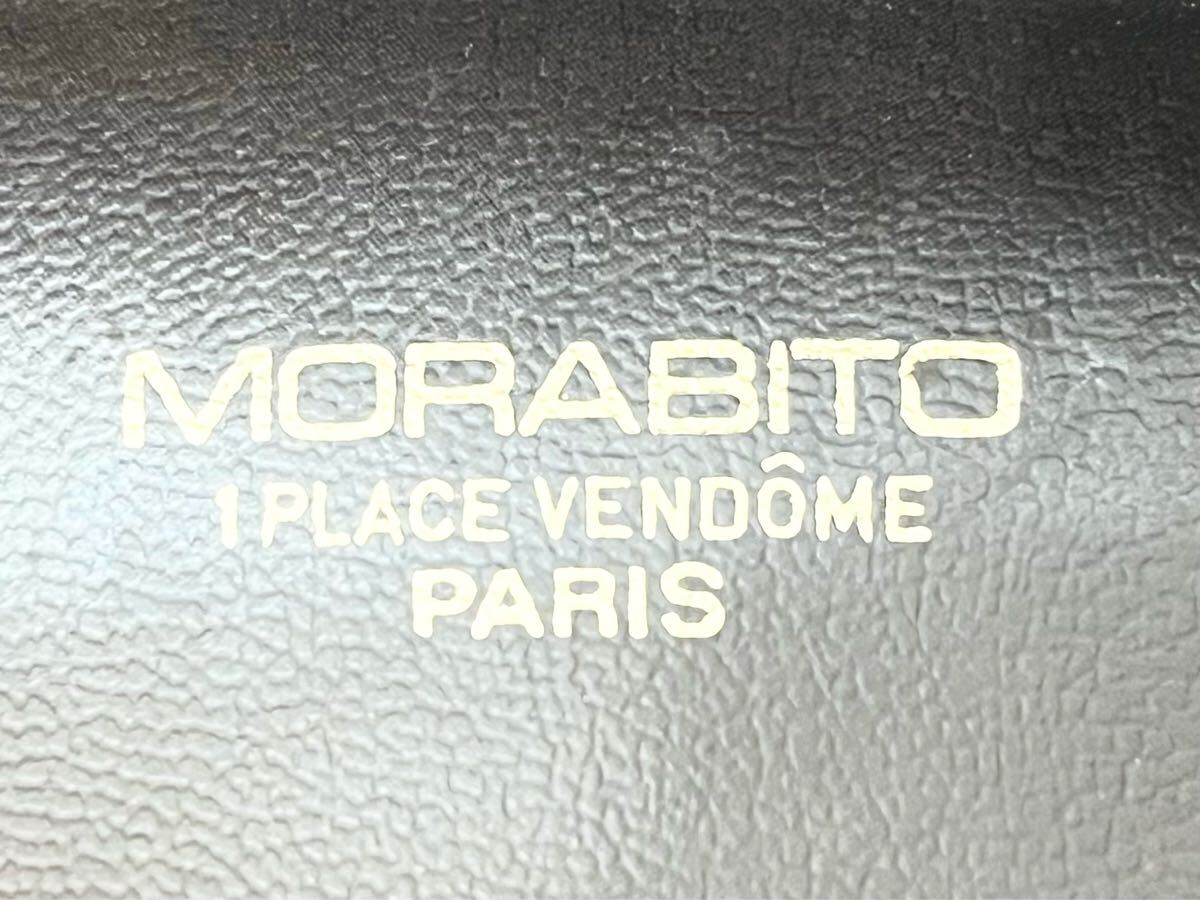 MORABITO
1 PLACE VENDÔME
PARIS